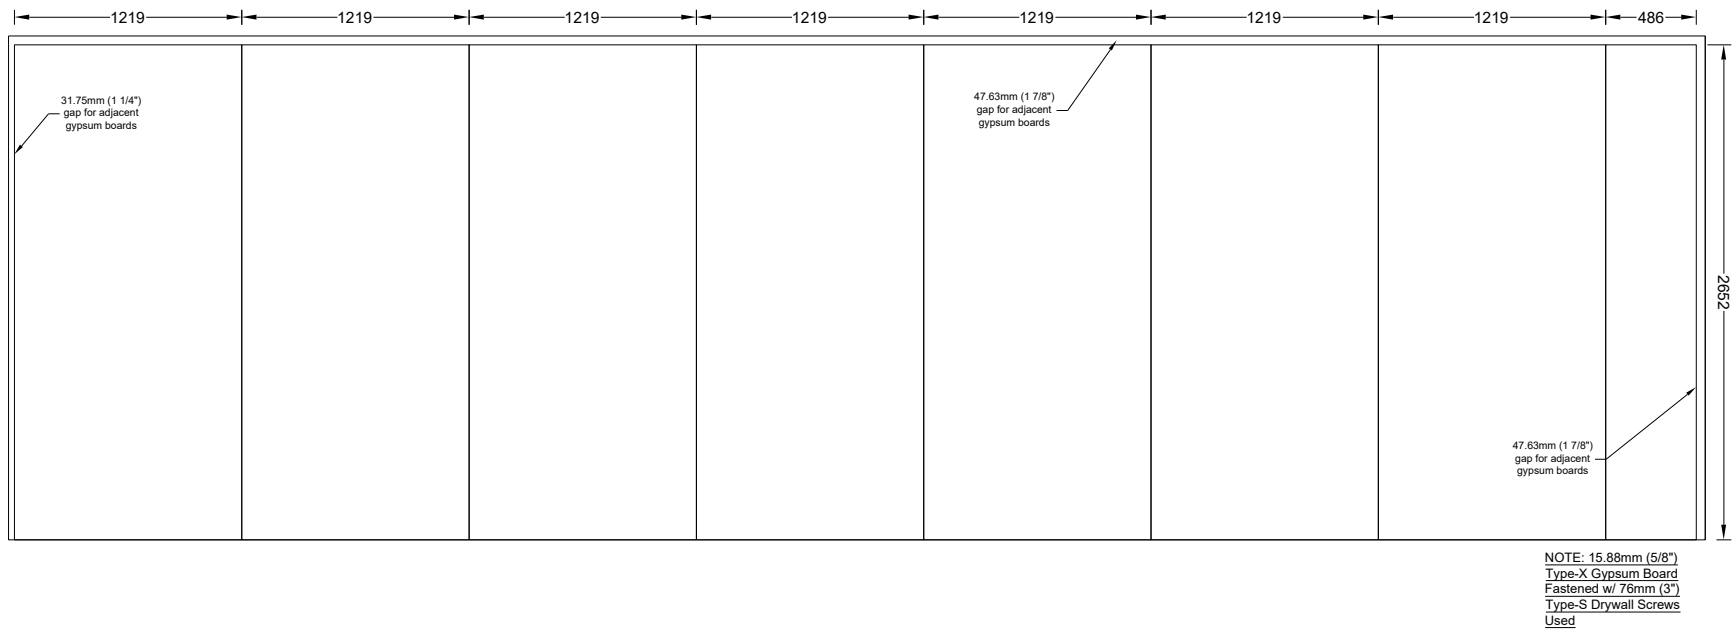 1219
1219
1219
1219
1219
1219
1219
486
31.75mm (1 1/4")
gap for adjacent
gypsum boards
47.63mm (1 7/8")
gap for adjacent
gypsum boards
2652
47.63mm (1 7/8")
gap for adjacent
gypsum boards
NOTE: 15.88mm (5/8")
Type-X Gypsum Board
Fastened w/ 76mm (3")
Type-S Drywall Screws
Used